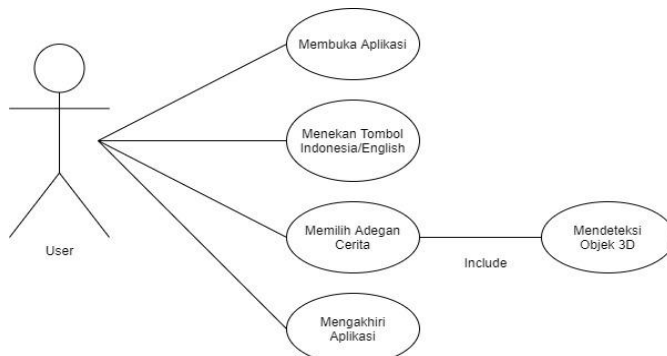 Membuka Aplikasi
Menekan Tombol
Indonesia/English
Memilih Adegan
Cerita
Mendeteksi
Objek 3D
User
Include
Mengakhiri
Aplikasi